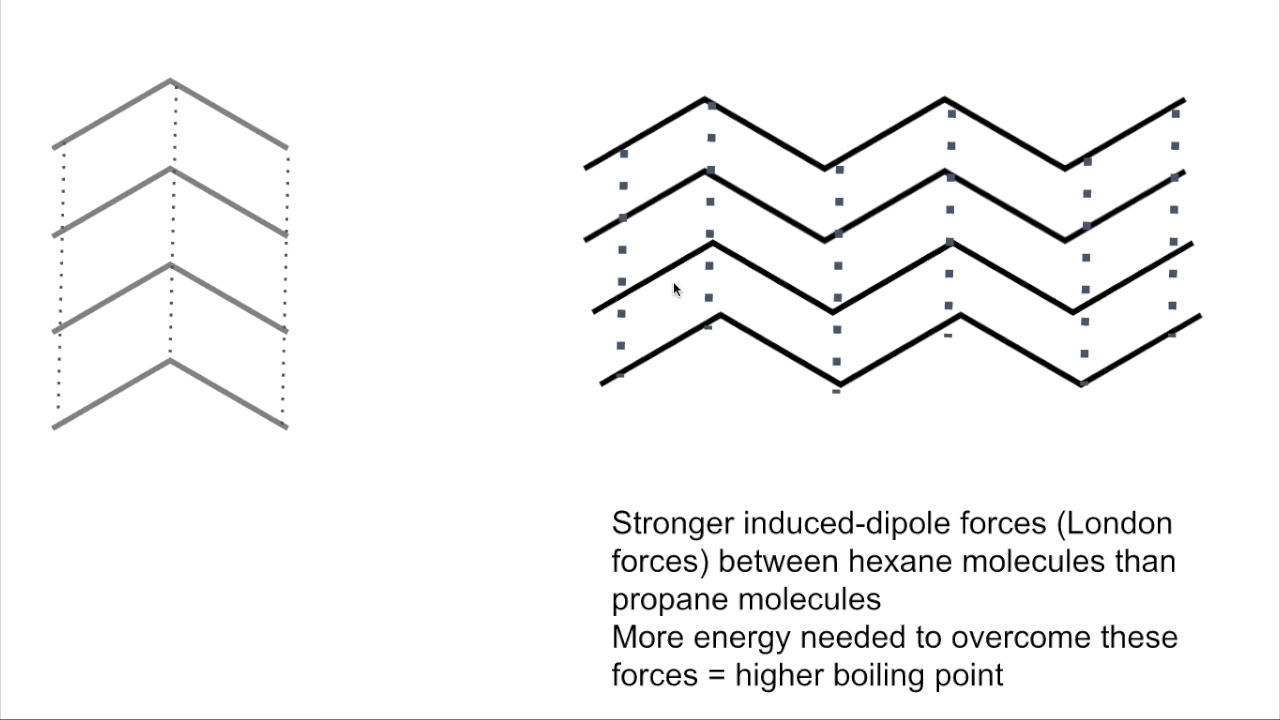 Stronger induced-dipole forces (London
forces) between hexane molecules than
propane molecules
More energy needed to overcome these
forces = higher boiling point